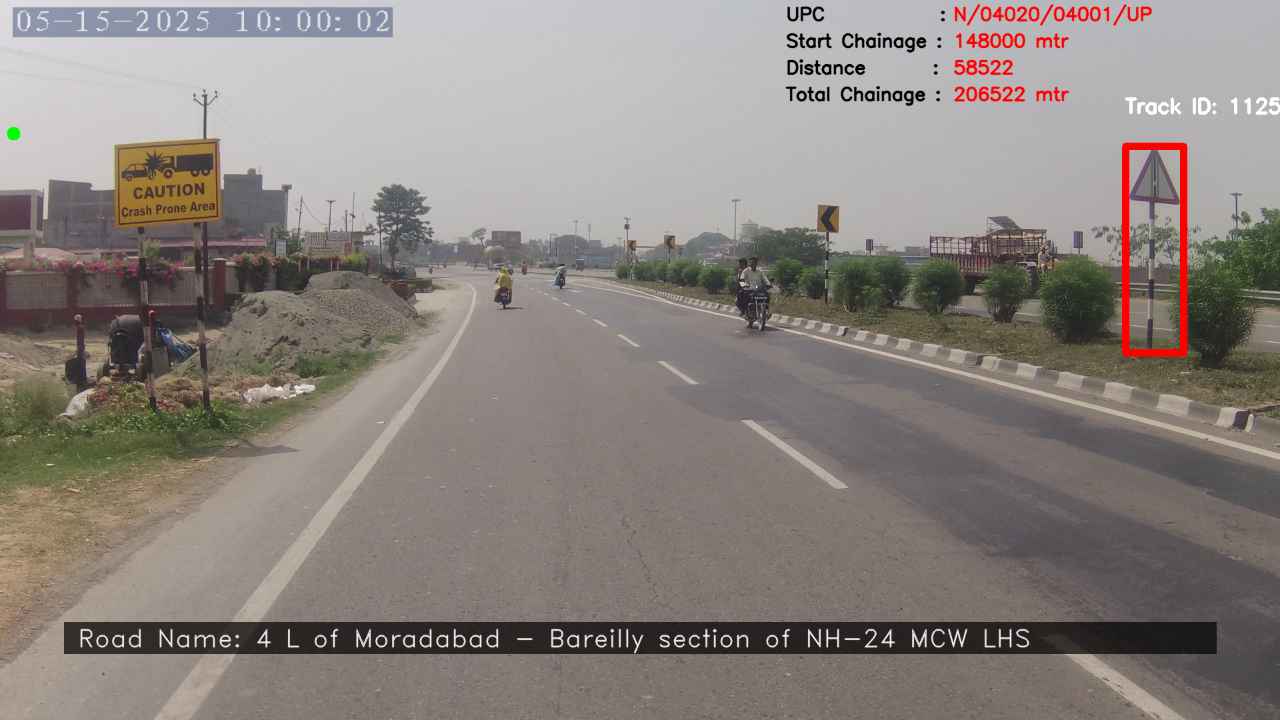 05-15-2025 10:00:02
UPC : N/04020/04001/UP
Start Chainage : 148000 mtr
Distance : 58522
Total Chainage : 206522 mtr
Track ID: 1125
CAUTION
Crash Prone Area
Road Name: 4 L of Moradabad - Bareilly section of NH-24 MCW LHS